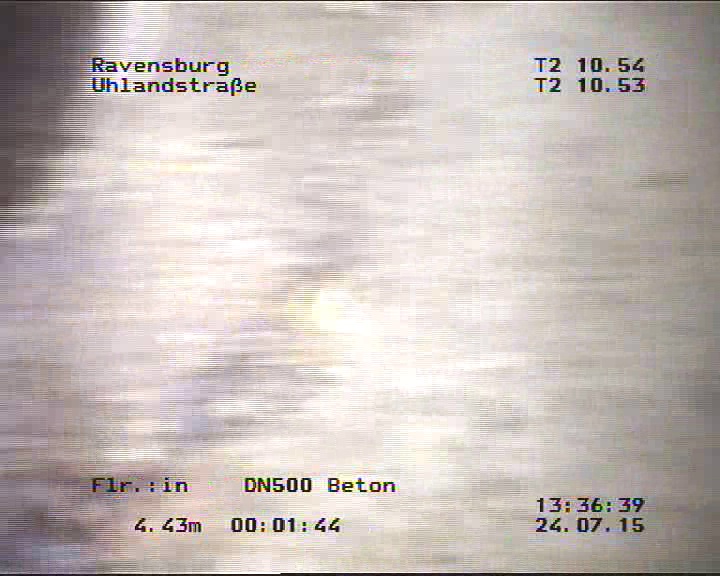 Ravensburg T2 10.54
Uhlandstraße T2 10.53
Flr.:in DN500 Beton
13:36:39
4.43m 00:01:44 24.07.15